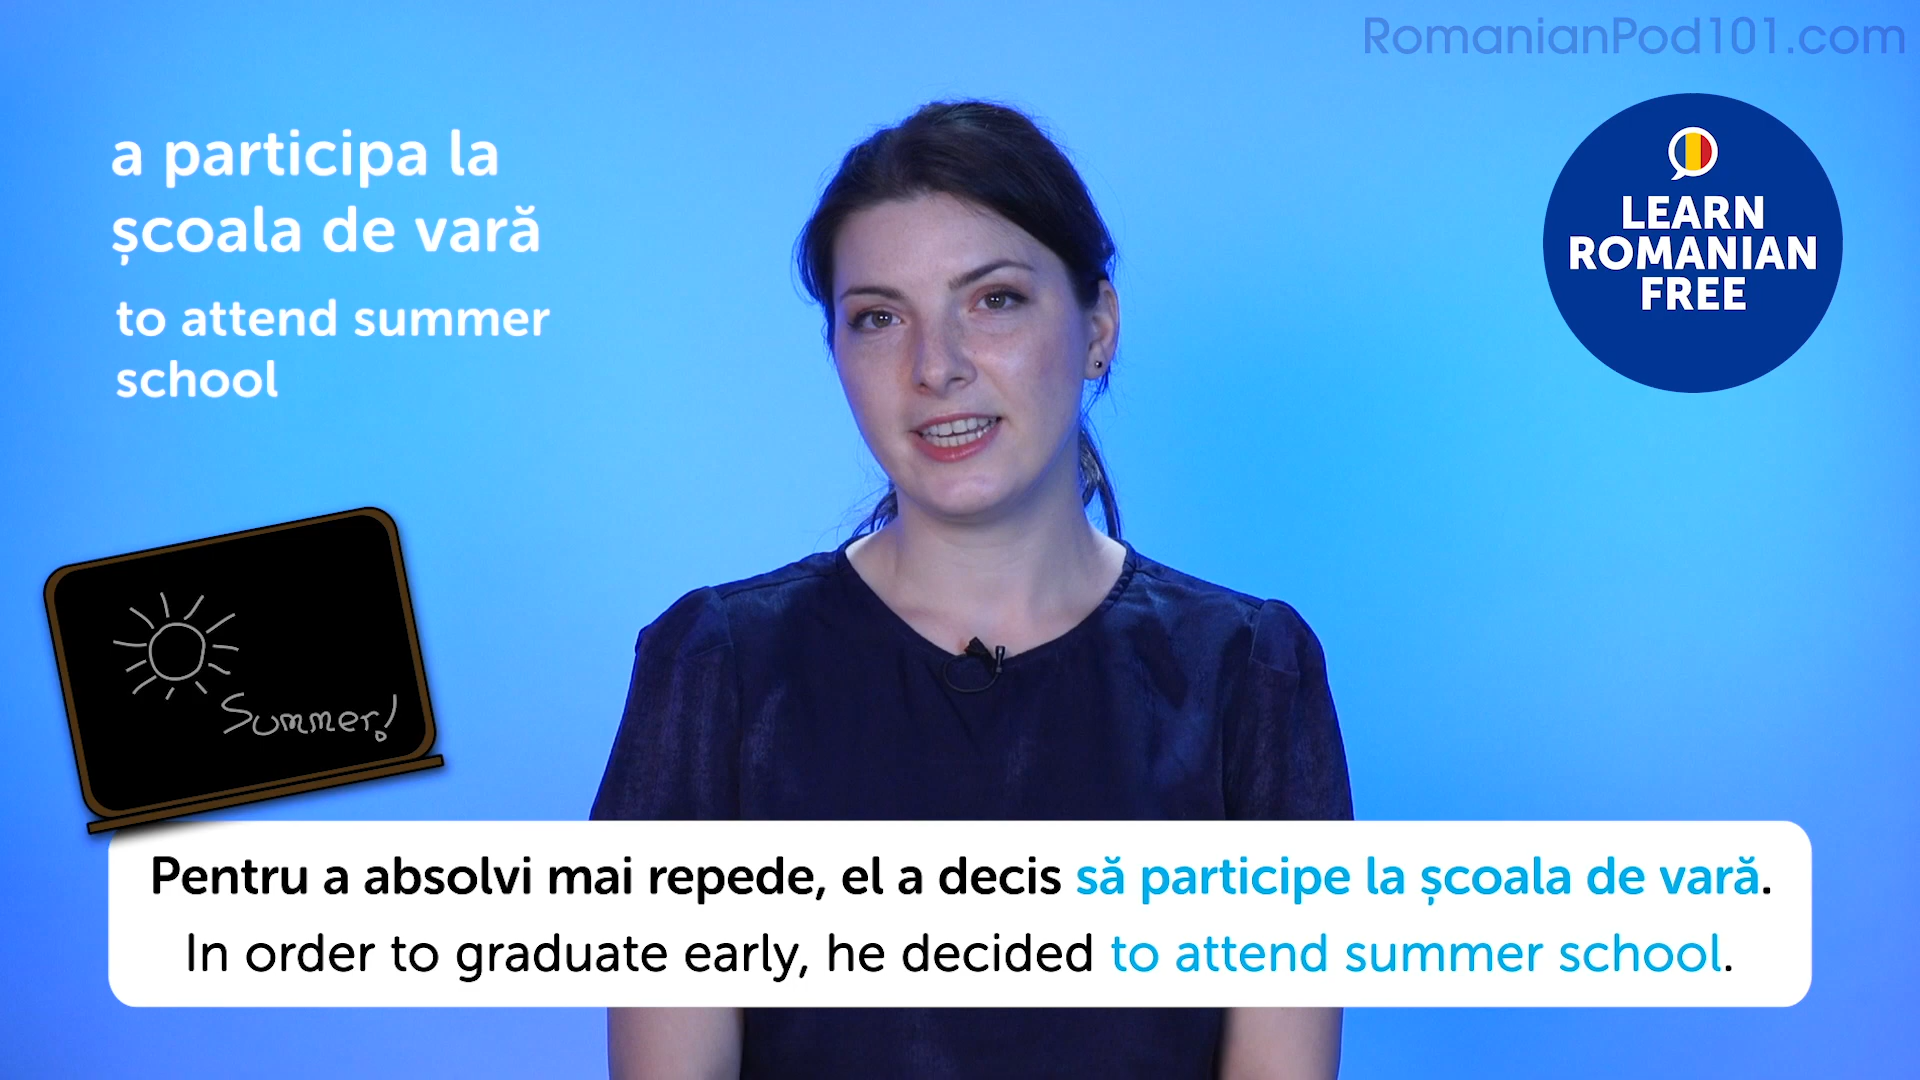 RomanianPod101.com
a participa la
școala de vară
to attend summer
school
LEARN
ROMANIAN
FREE
Summer!
Pentru a absolvi mai repede, el a decis să participe la școala de vară.
In order to graduate early, he decided to attend summer school.